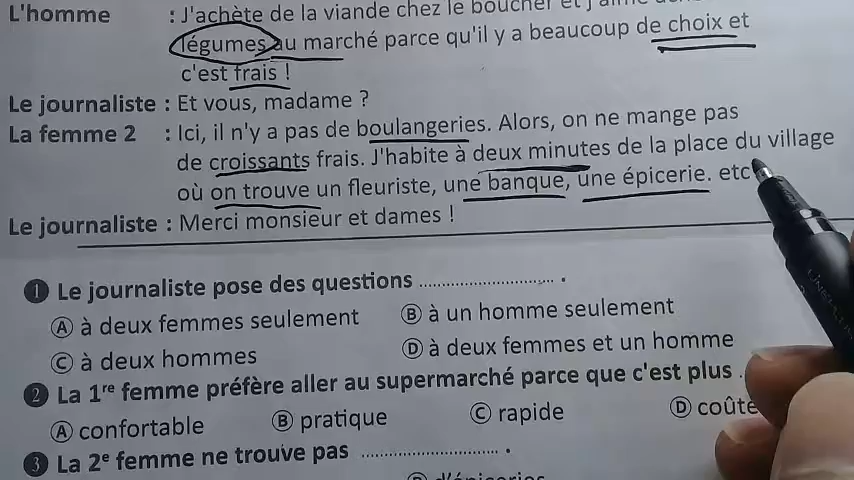 L'homme : J'achète de la viande chez le boucher et j'aime
légumes au marché parce qu'il y a beaucoup de choix et
c'est frais !
Le journaliste : Et vous, madame ?
La femme 2 : Ici, il n'y a pas de boulangeries. Alors, on ne mange pas
de croissants frais. J'habite à deux minutes de la place du village
où on trouve un fleuriste, une banque, une épicerie. etc
Le journaliste : Merci monsieur et dames !
1 Le journaliste pose des questions .............................. .
A à deux femmes seulement B à un homme seulement
C à deux hommes D à deux femmes et un homme
2 La 1re femme préfère aller au supermarché parce que c'est plus .
A confortable B pratique C rapide D coûte
3 La 2e femme ne trouve pas .............................. .
d'épiceries